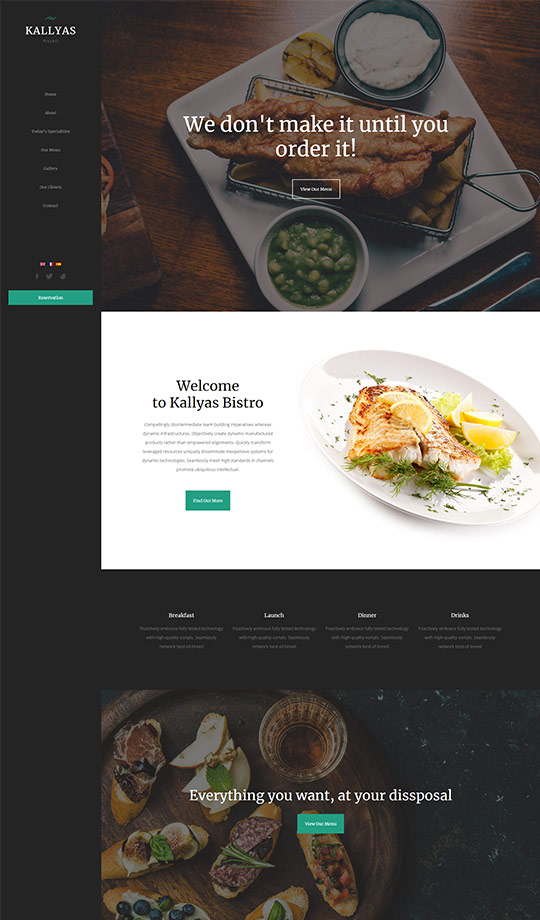 KALLYAS
BISTRO
Home
About
Today's Specialities
Our Menu
Gallery
Our Clients
Contact
Reservation
We don't make it until you
order it!
View Our Menu
Welcome
to Kallyas Bistro
Compellingly disintermediate team building imperatives whereas
dynamic infrastructures. Objectively create dynamic manufactured
products rather than empowered alignments. Quickly transform
leveraged resources uniquely disseminate inexpensive systems for
dynamic technologies. Seamlessly mesh high standards in channels
promote ubiquitous intellectual.
Find Out More
Breakfast
Proactively embrace fully tested technology
with high-quality vortals. Seamlessly
network best-of-breed
Launch
Proactively embrace fully tested technology
with high-quality vortals. Seamlessly
network best-of-breed
Dinner
Proactively embrace fully tested technology
with high-quality vortals. Seamlessly
network best-of-breed
Drinks
Proactively embrace fully tested technology
with high-quality vortals. Seamlessly
network best-of-breed
Everything you want, at your dissposal
View Our Menu